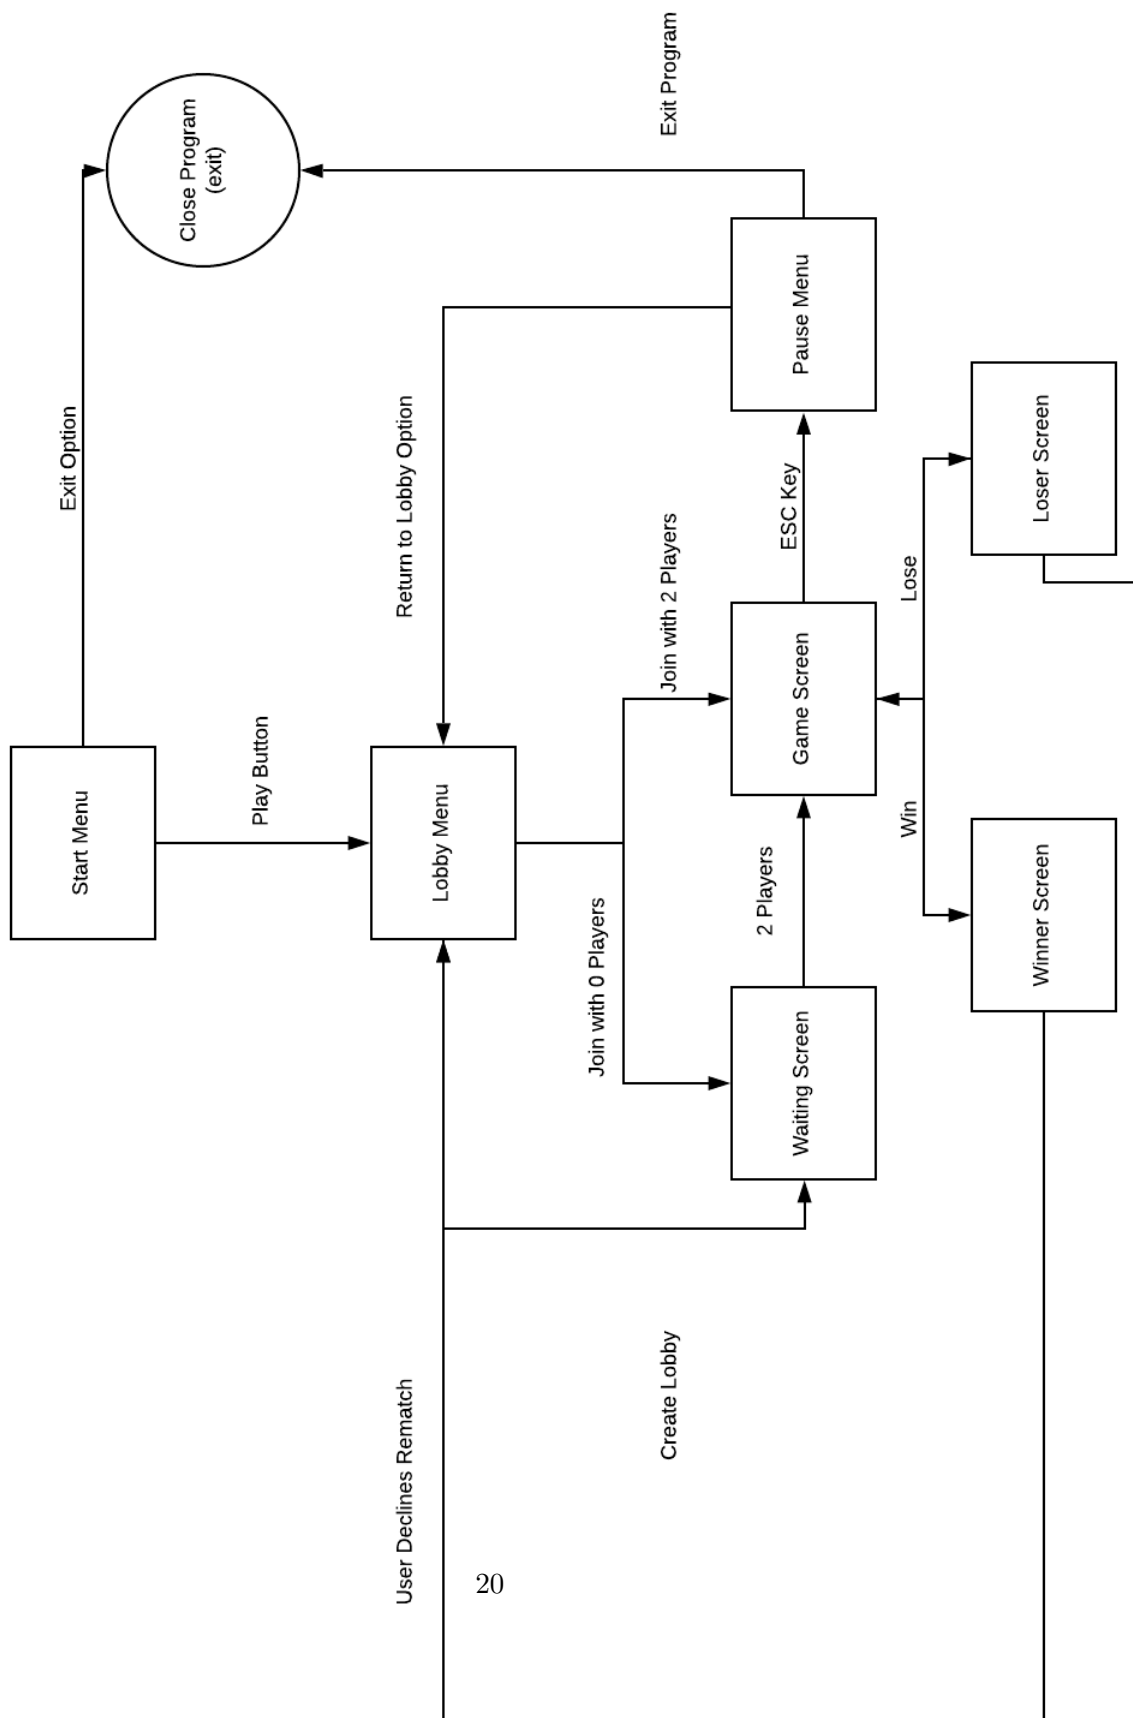 Start Menu
Exit Option
Close Program
(exit)
Play Button
Lobby Menu
Return to Lobby Option
User Declines Rematch
Join with 0 Players
Join with 2 Players
Exit Program
Create Lobby
Waiting Screen
2 Players
Game Screen
ESC Key
Pause Menu
Win
Lose
Winner Screen
Loser Screen
20